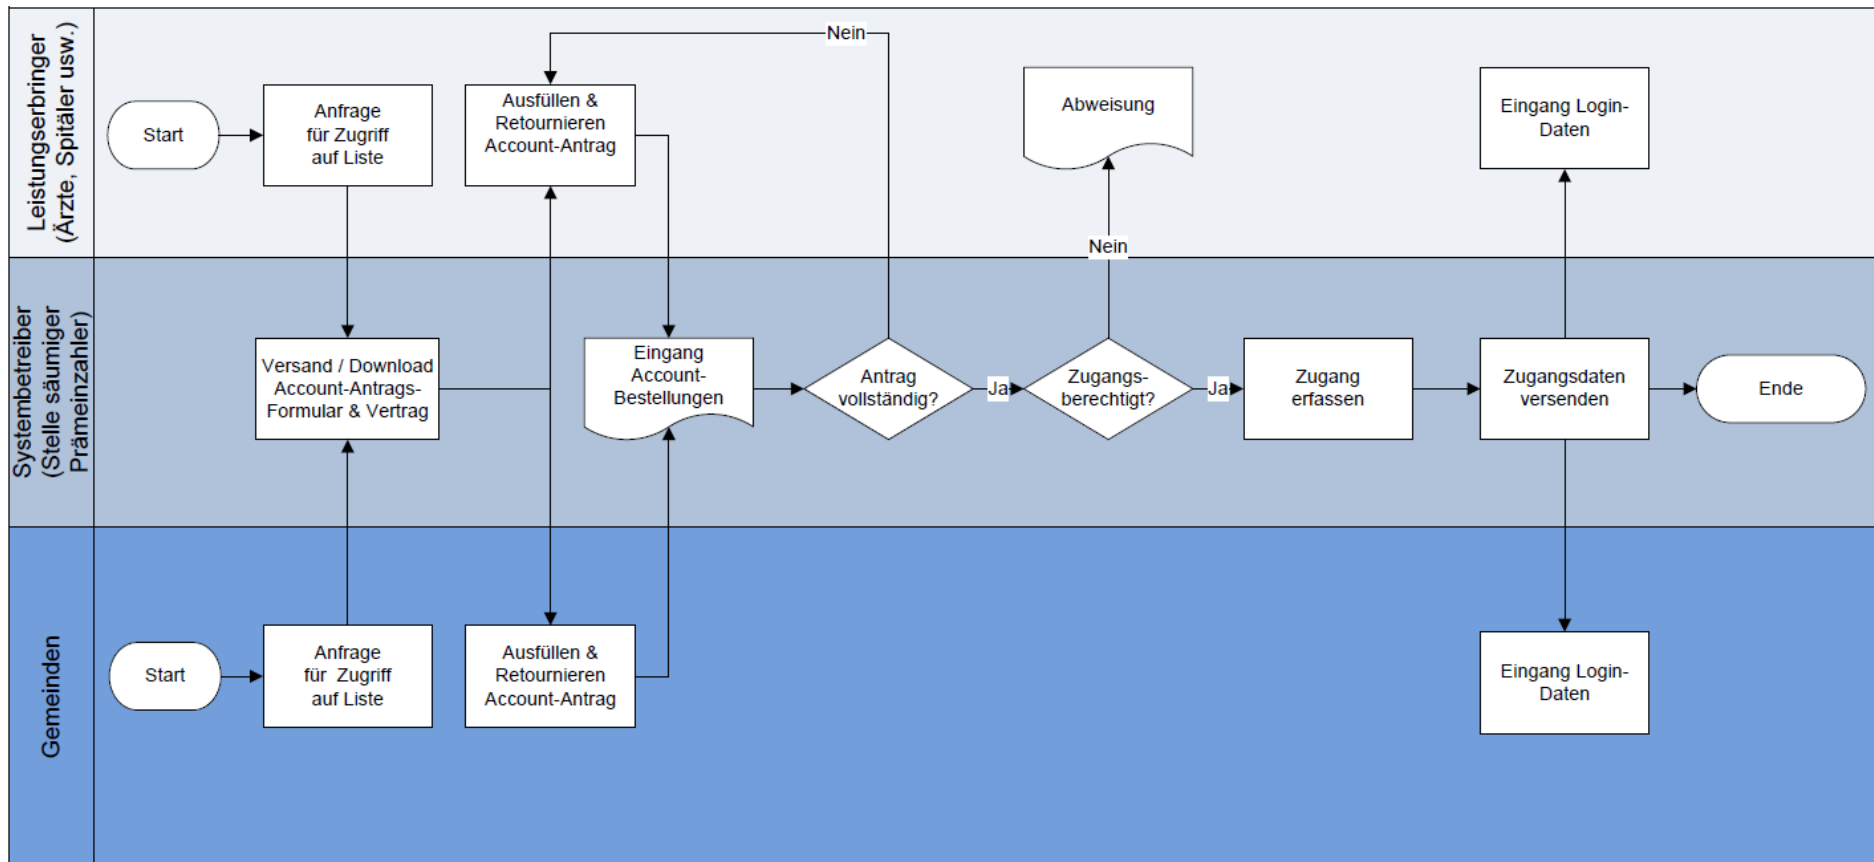 Leistungserbringer
(Ärzte, Spitäler usw.)
Start
Anfrage
für Zugriff
auf Liste
Ausfüllen &
Retournieren
Account-Antrag
Nein
Abweisung
Nein
Eingang Login-
Daten
Systembetreiber
(Stelle säumiger
Prämeinzahler)
Versand / Download
Account-Antrags-
Formular & Vertrag
Eingang
Account-
Bestellungen
Antrag
vollständig?
Ja
Zugangs-
berechtigt?
Ja
Zugang
erfassen
Zugangsdaten
versenden
Ende
Gemeinden
Start
Anfrage
für Zugriff
auf Liste
Ausfüllen &
Retournieren
Account-Antrag
Eingang Login-
Daten